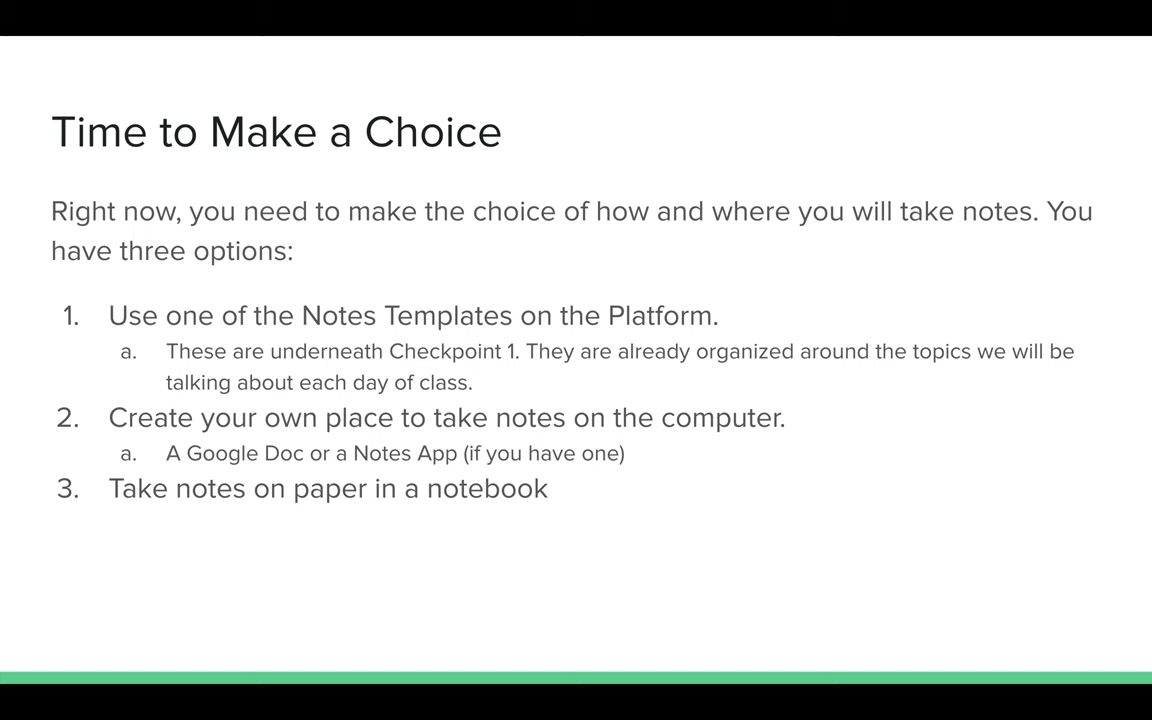 Time to Make a Choice
Right now, you need to make the choice of how and where you will take notes. You
have three options:
1. Use one of the Notes Templates on the Platform.
a. These are underneath Checkpoint 1. They are already organized around the topics we will be
talking about each day of class.
2. Create your own place to take notes on the computer.
a. A Google Doc or a Notes App (if you have one)
3. Take notes on paper in a notebook